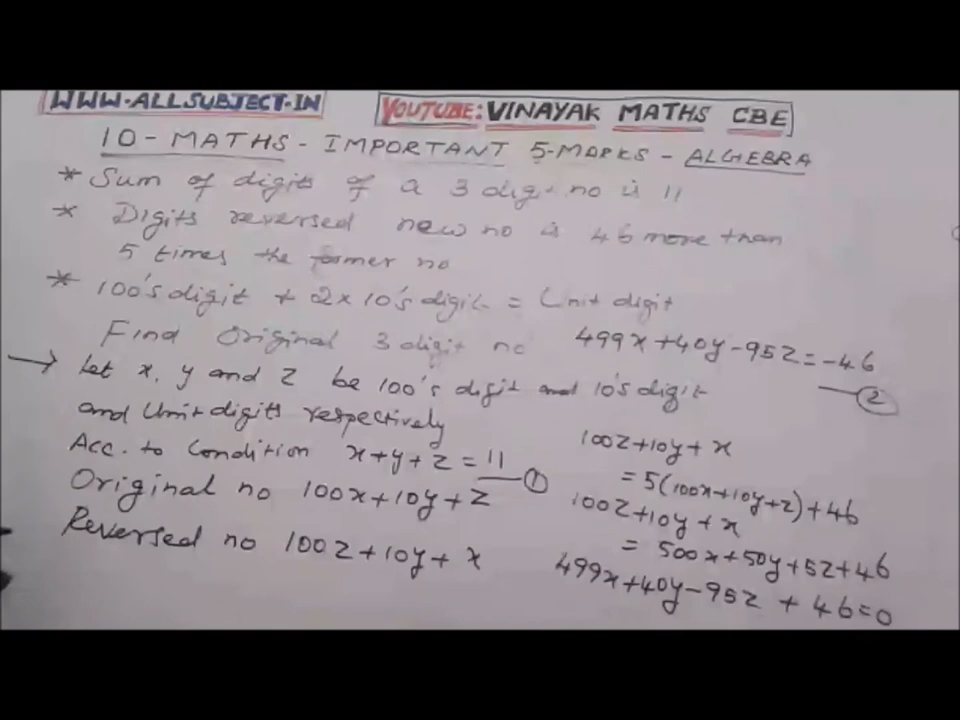 WWW.ALLSUBJECT.IN
YOUTUBE: VINAYAK MATHS CBE
10 - MATHS - IMPORTANT 5-MARKS - ALGEBRA
* Sum of digits of a 3 digit no is 11
* Digits reversed new no is 46 more than
5 times the former no
* 100's digit + 2x10's digit = Unit digit
Find Original 3 digit no
→ Let x, y and z be 100's digit and 10's digit
and Unit digits respectively
Acc. to Condition x+y+z=11 —①
Original no 100x+10y+z
Reversed no 100z+10y+x
499x+40y-95z=-46
—②
100z+10y+x
=5(100x+10y+z)+46
100z+10y+x
= 500x+50y+5z+46
499x+40y-95z+46=0